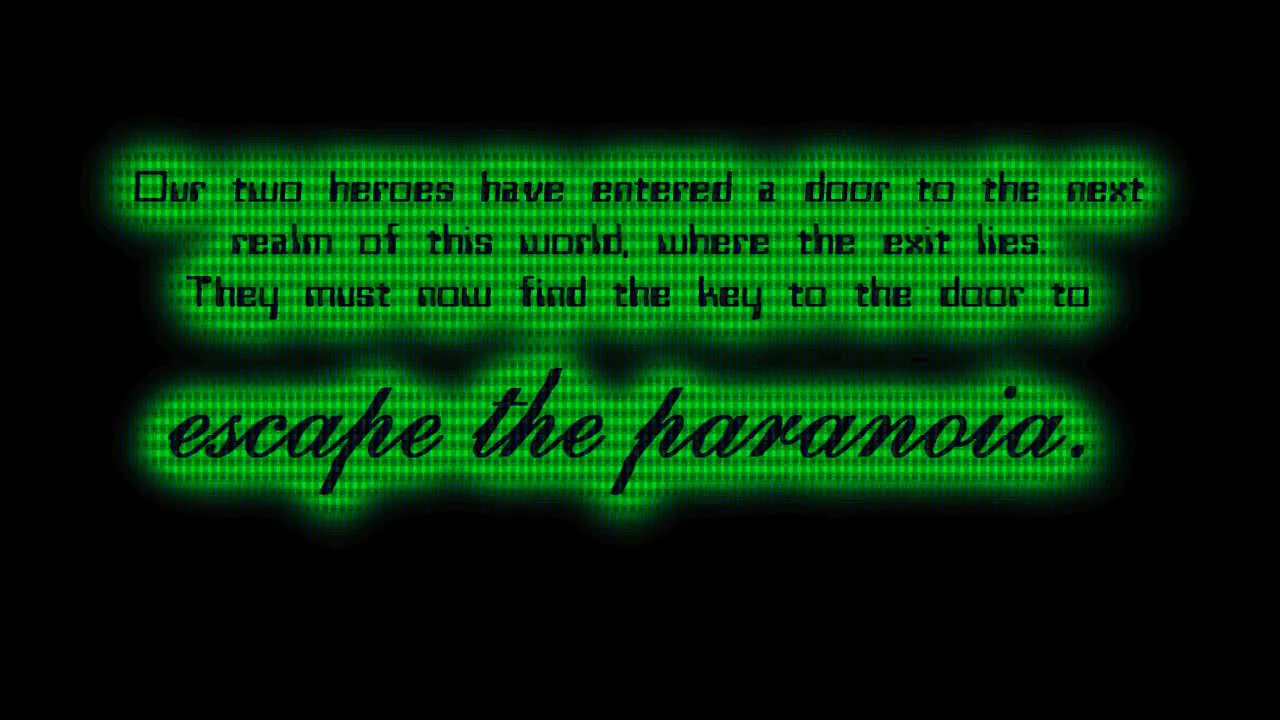 Our two heroes have entered a door to the next
realm of this world, where the exit lies.
They must now find the key to the door to
escape the paranoia.